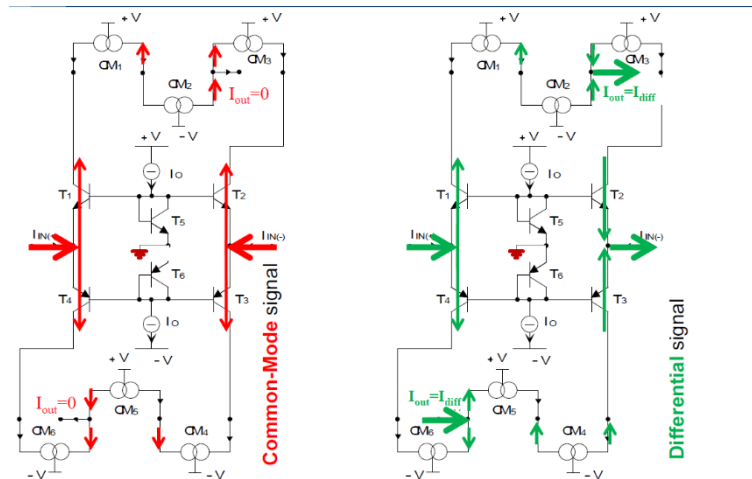 +V
+V
CM1
CM3
CM2
Iout=0
-V
+V
Io
T1
T2
T5
IIN(-)
IIN(-)
T6
T4
T3
Io
-V
+V
Iout=0
CM5
CM6
CM4
-V
-V
Common-Mode signal
+V
+V
CM1
CM3
CM2
Iout=Idiff
-V
+V
Io
T1
T2
T5
IIN(-)
IIN(-)
T6
T4
T3
Io
-V
+V
Iout=Idiff
CM5
CM6
CM4
-V
-V
Differential signal